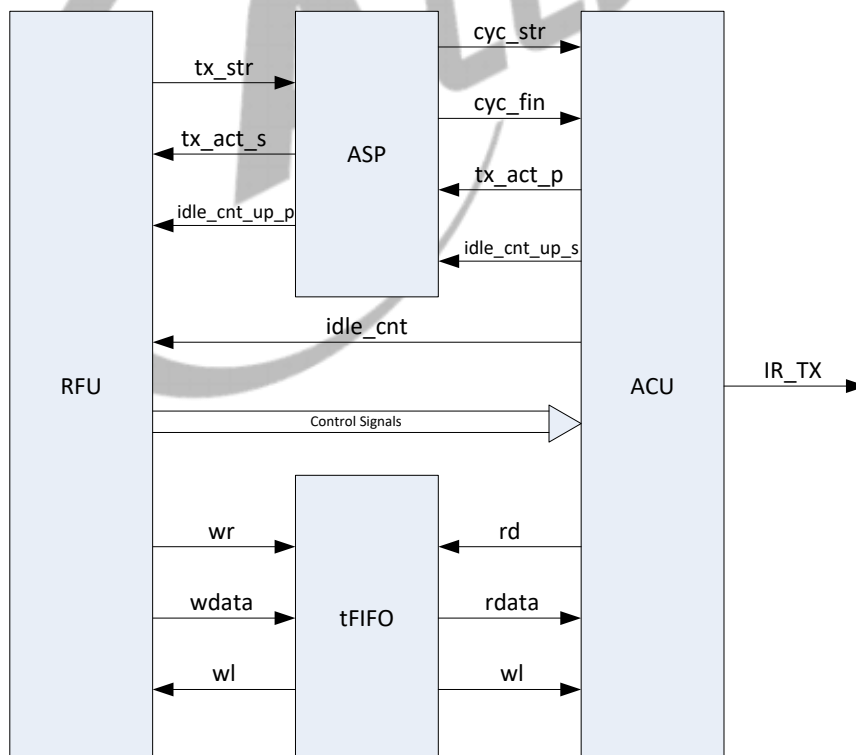 cyc_str
tx_str
cyc_fin
tx_act_s
ASP
tx_act_p
idle_cnt_up_p
idle_cnt_up_s
idle_cnt
RFU
ACU
IR_TX
Control Signals
wr
rd
wdata
tFIFO
rdata
wl
wl